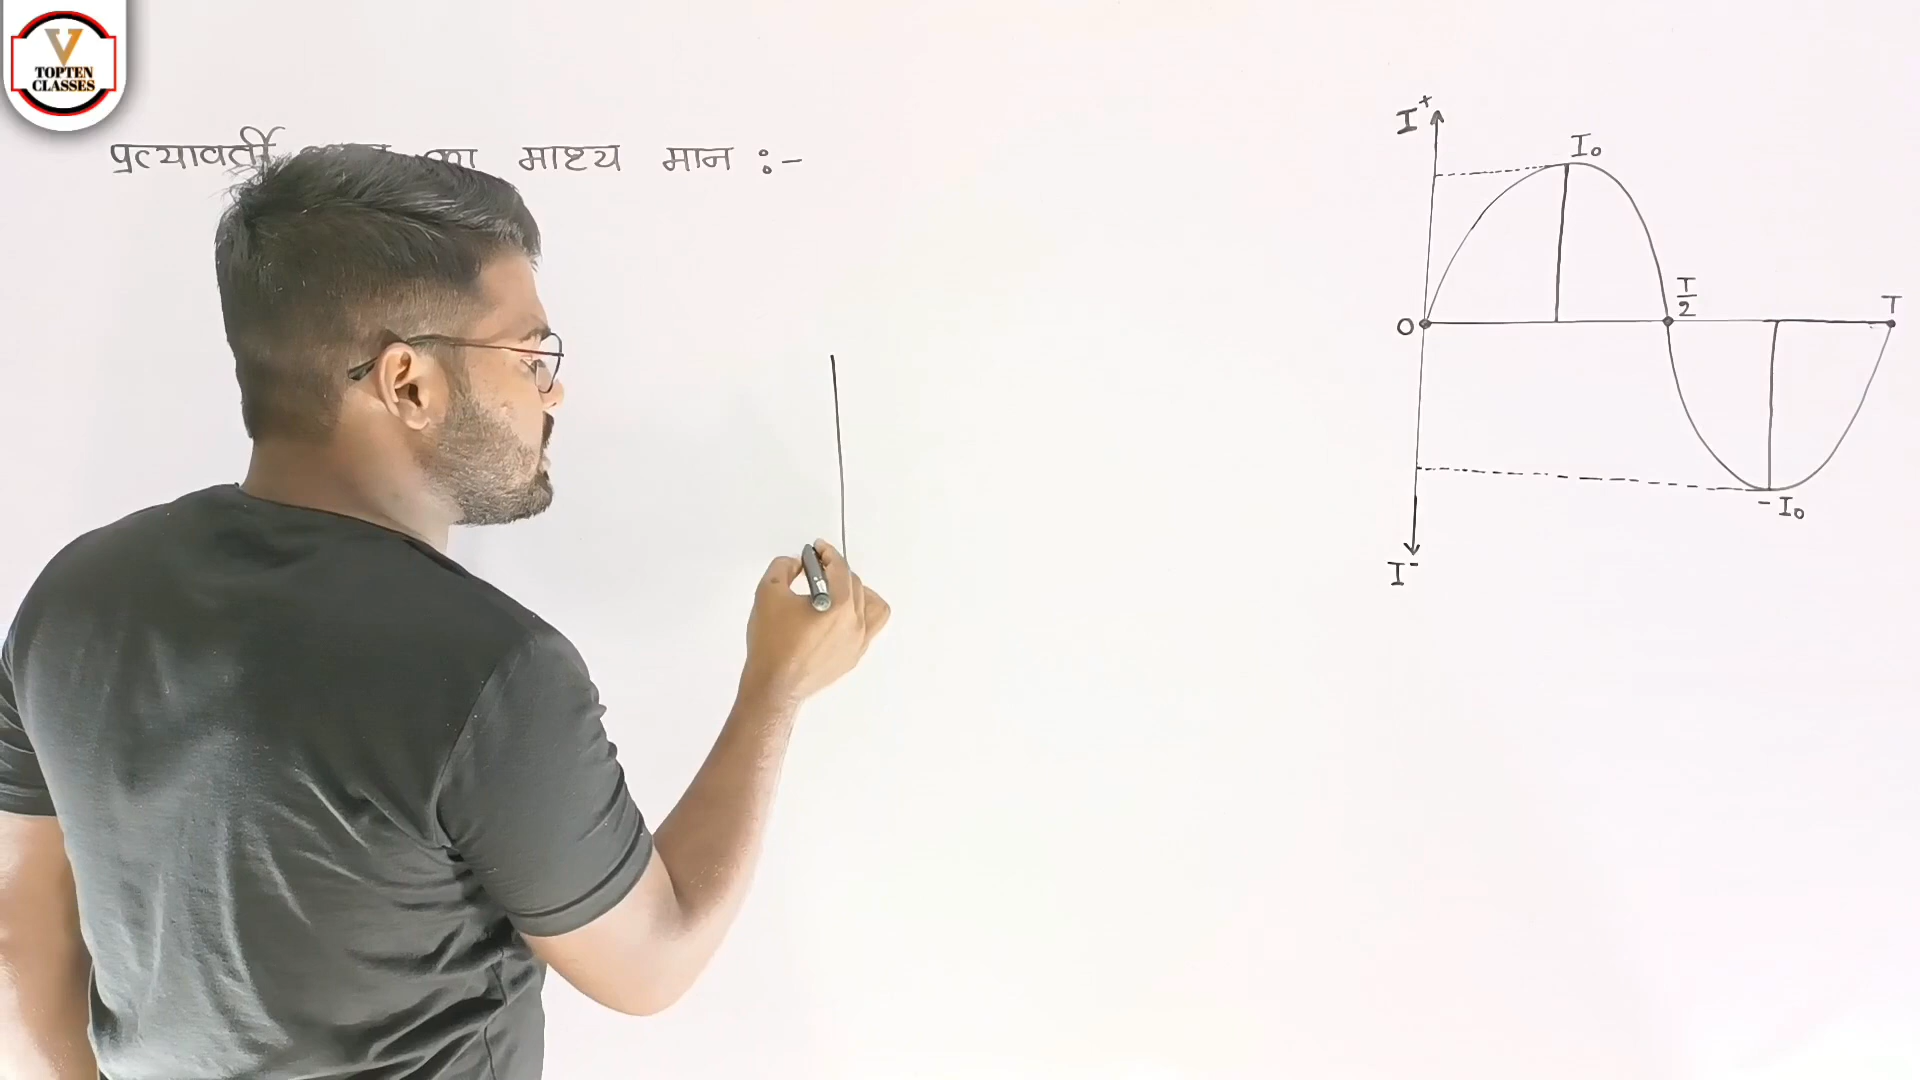 V
TOPTEN
CLASSES
प्रत्यावर्ती का माध्य मान :-
I⁺
I₀
T/2
T
O
-I₀
I⁻